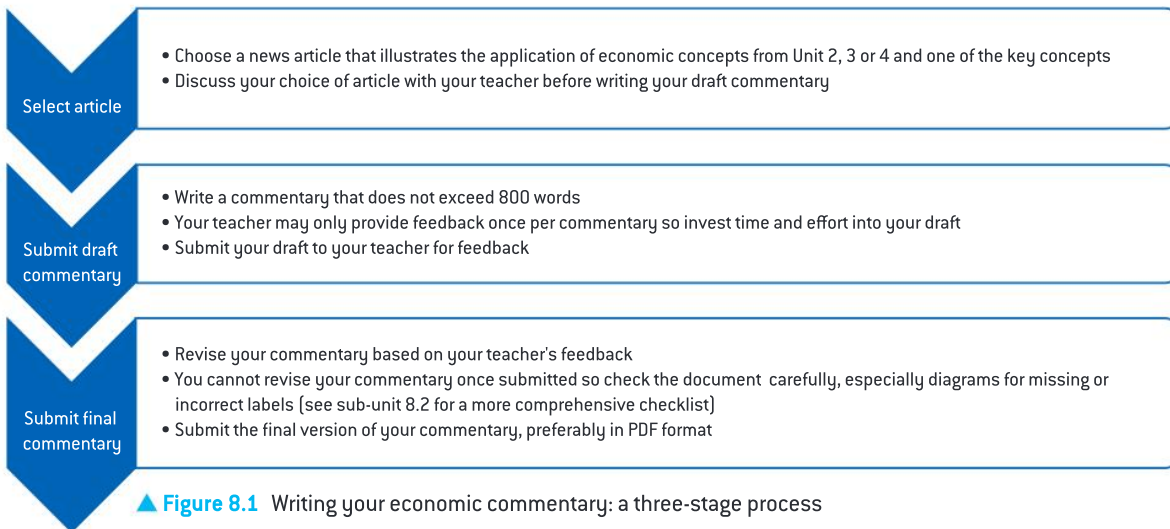 Select article
• Choose a news article that illustrates the application of economic concepts from Unit 2, 3 or 4 and one of the key concepts
• Discuss your choice of article with your teacher before writing your draft commentary
Submit draft
commentary
• Write a commentary that does not exceed 800 words
• Your teacher may only provide feedback once per commentary so invest time and effort into your draft
• Submit your draft to your teacher for feedback
Submit final
commentary
• Revise your commentary based on your teacher's feedback
• You cannot revise your commentary once submitted so check the document carefully, especially diagrams for missing or
incorrect labels (see sub-unit 8.2 for a more comprehensive checklist)
• Submit the final version of your commentary, preferably in PDF format
▲ Figure 8.1 Writing your economic commentary: a three-stage process